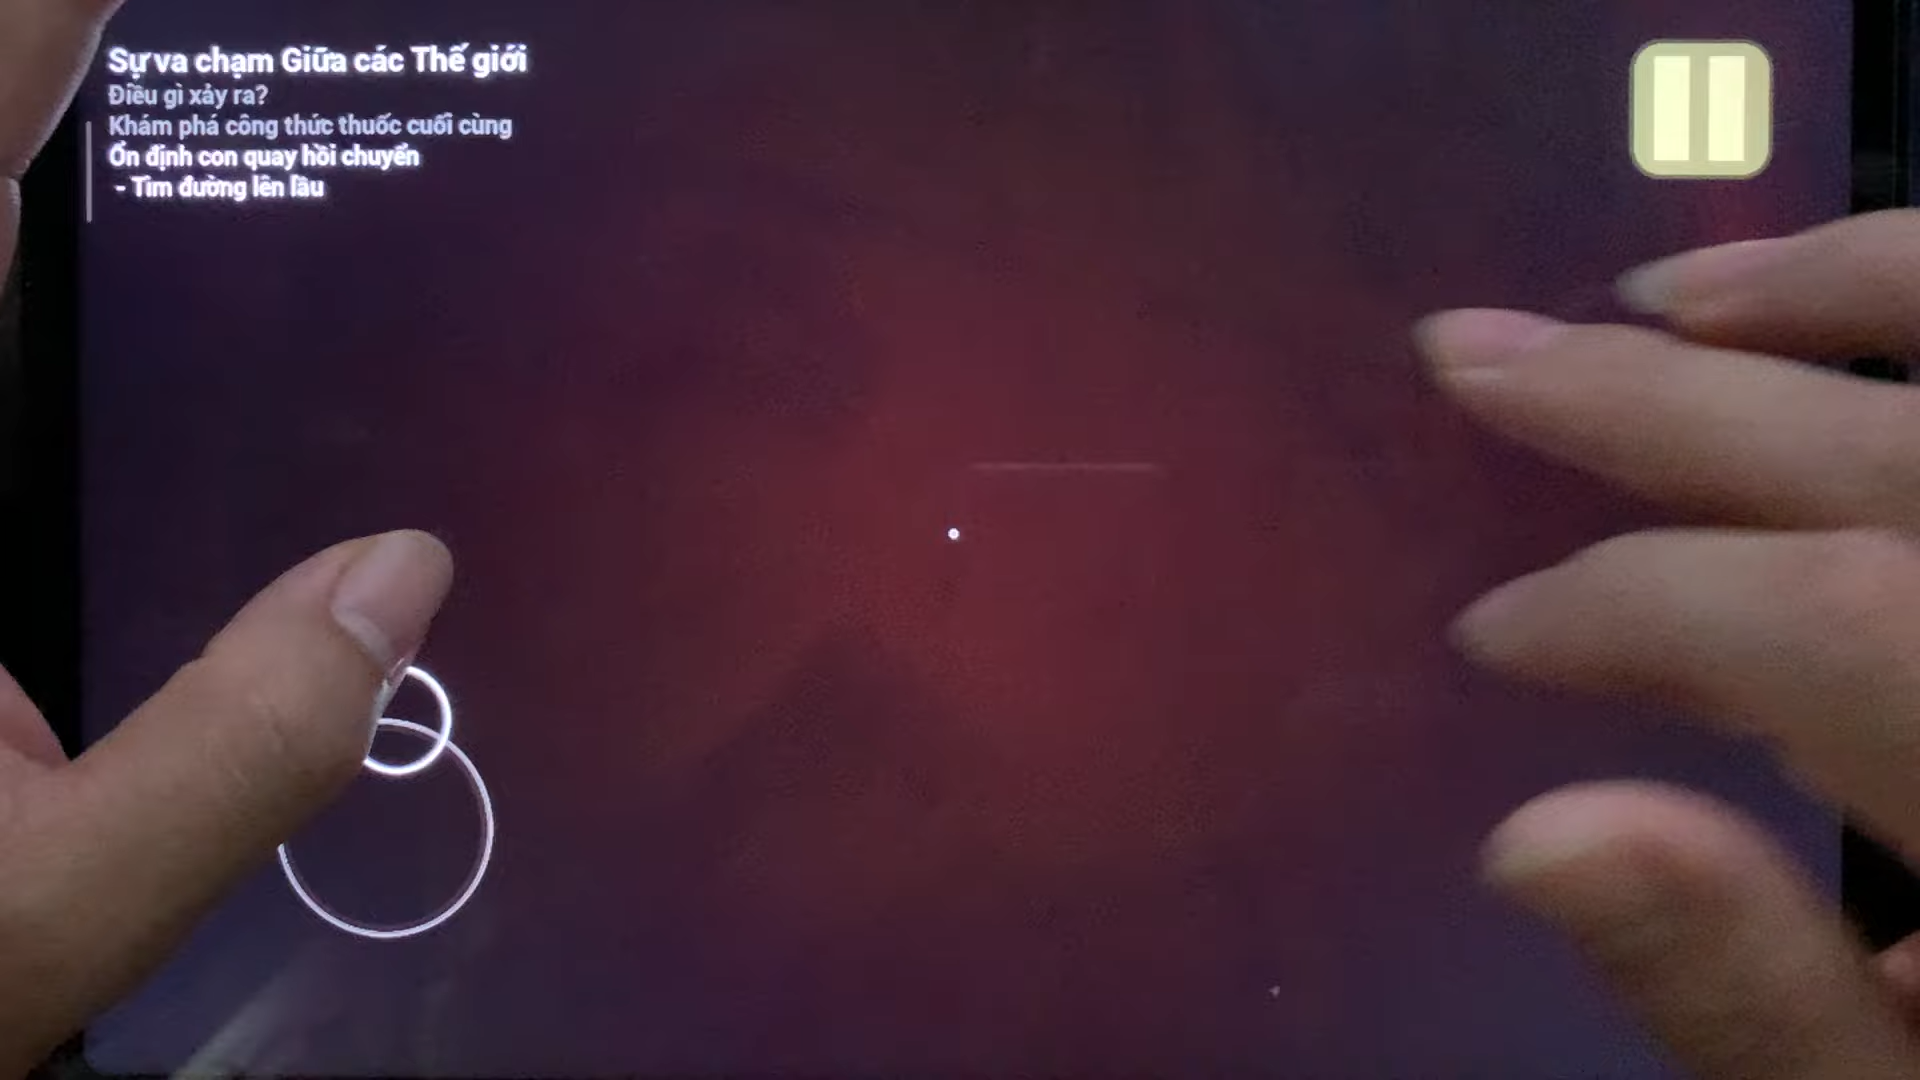 Sự va chạm Giữa các Thế giới
Điều gì xảy ra?
Khám phá công thức thuốc cuối cùng
Ổn định con quay hồi chuyển
- Tìm đường lên lầu